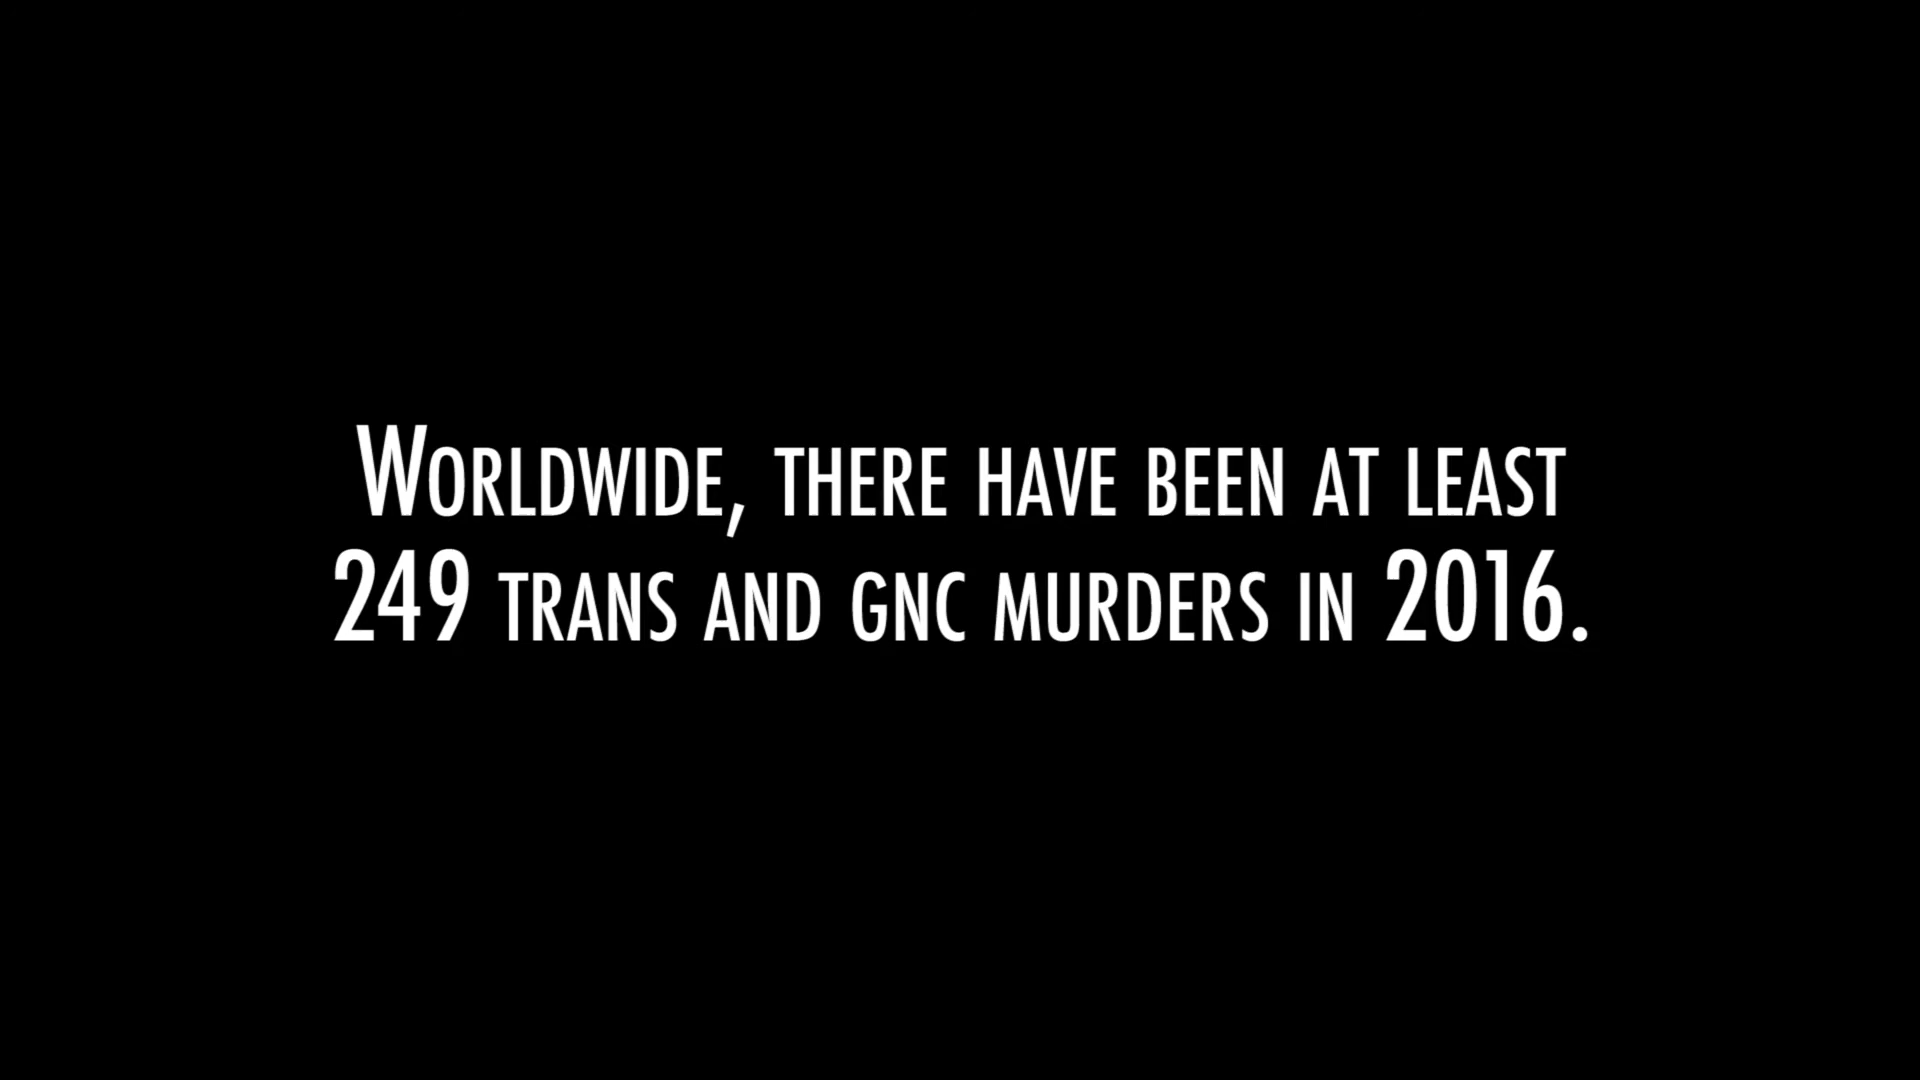 Worldwide, there have been at least
249 trans and gnc murders in 2016.